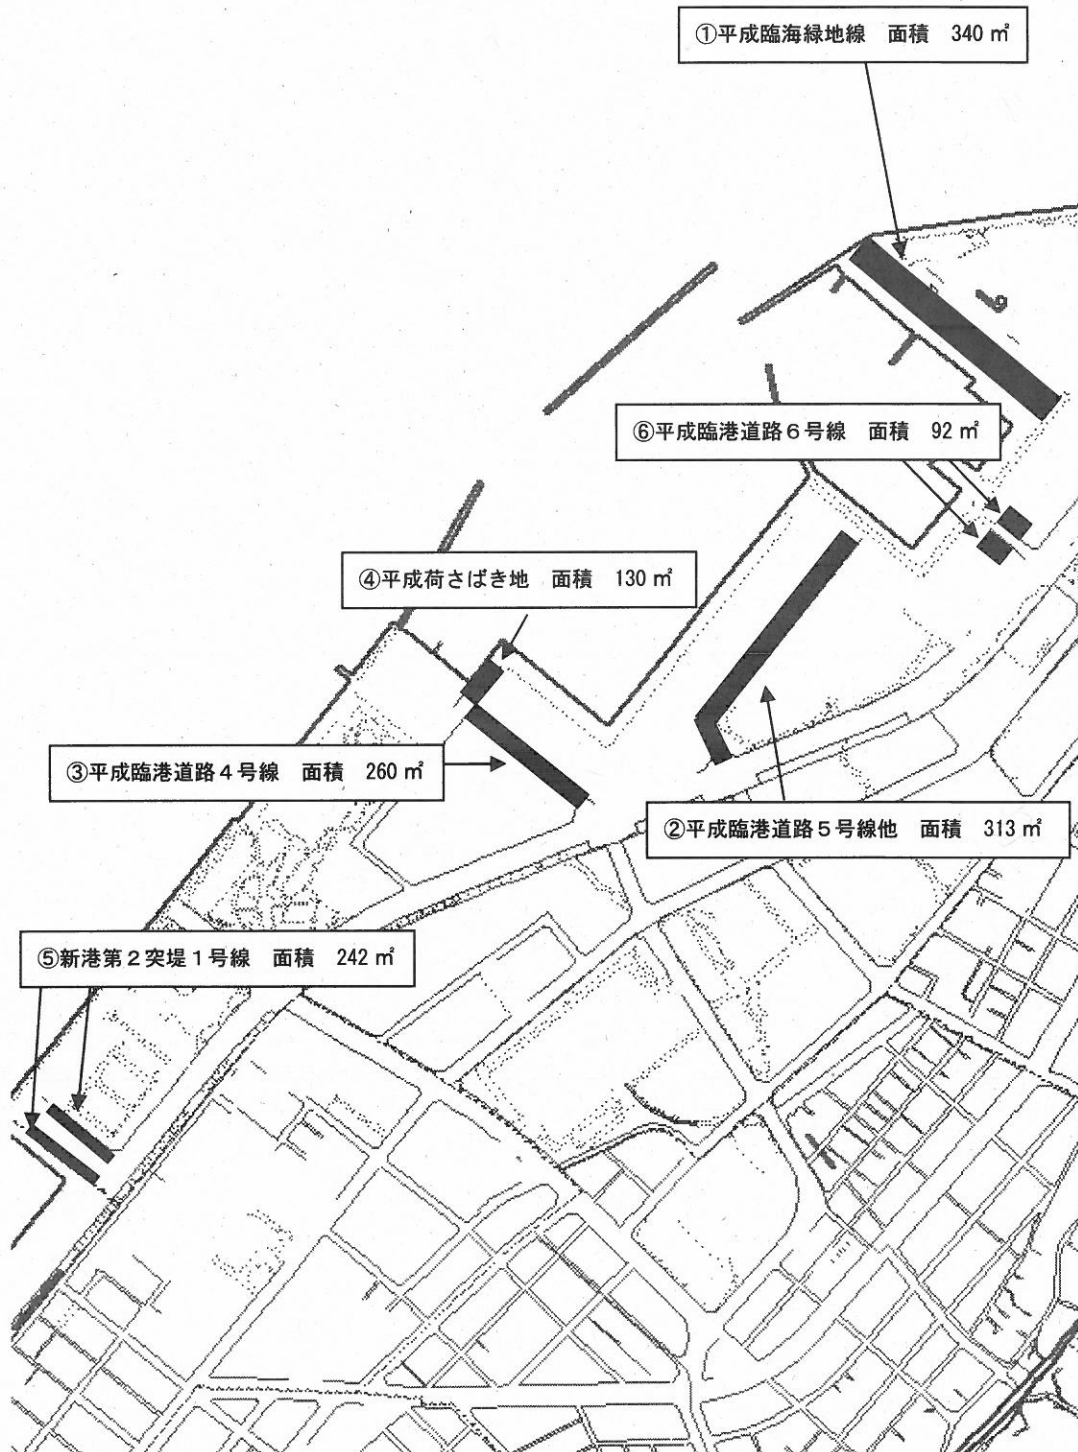 ①平成臨海緑地線　面積　340 ㎡
⑥平成臨港道路６号線　面積　92 ㎡
④平成荷さばき地　面積　130 ㎡
③平成臨港道路４号線　面積　260 ㎡
②平成臨港道路５号線他　面積　313 ㎡
⑤新港第２突堤１号線　面積　242 ㎡